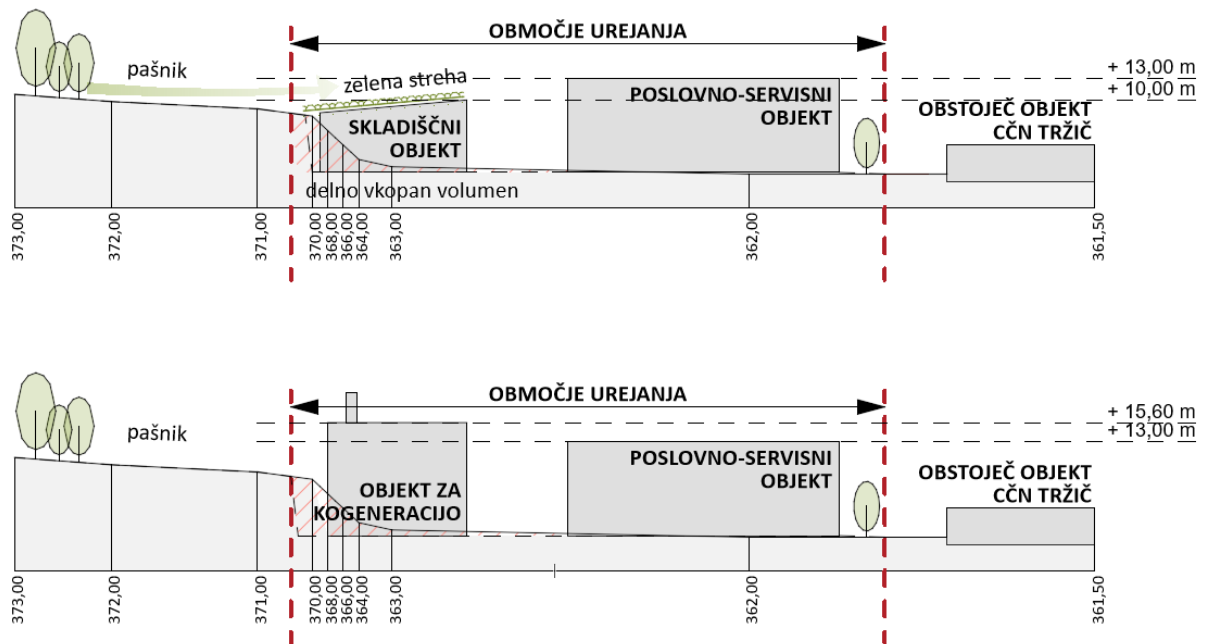 OBMOČJE UREJANJA
pašnik
zelena streha
+ 13,00 m
+ 10,00 m
POSLOVNO-SERVISNI
OBJEKT
OBSTOJEČ OBJEKT
CČN TRŽIČ
SKLADIŠČNI
OBJEKT
delno vkopan volumen
373,00
372,00
371,00
370,00
368,00
366,00
364,00
363,00
362,00
361,50
OBMOČJE UREJANJA
pašnik
+ 15,60 m
+ 13,00 m
POSLOVNO-SERVISNI
OBJEKT
OBSTOJEČ OBJEKT
CČN TRŽIČ
OBJEKT ZA
KOGENERACIJO
373,00
372,00
371,00
370,00
368,00
366,00
364,00
363,00
362,00
361,50